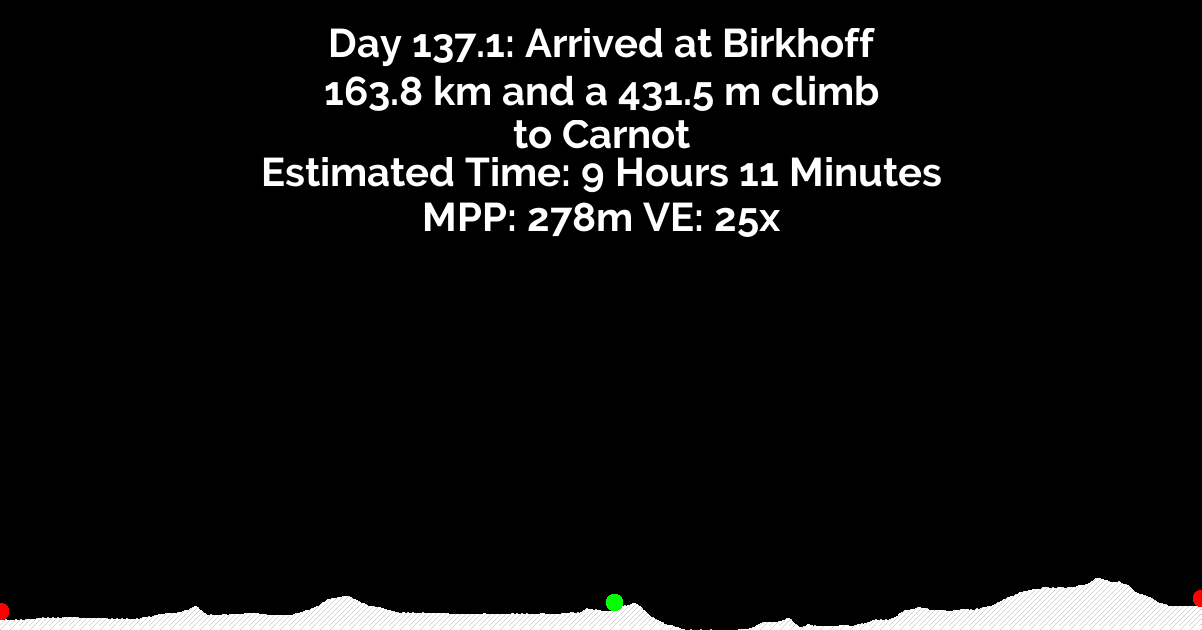 Day 137.1: Arrived at Birkhoff
163.8 km and a 431.5 m climb
to Carnot
Estimated Time: 9 Hours 11 Minutes
MPP: 278m VE: 25x